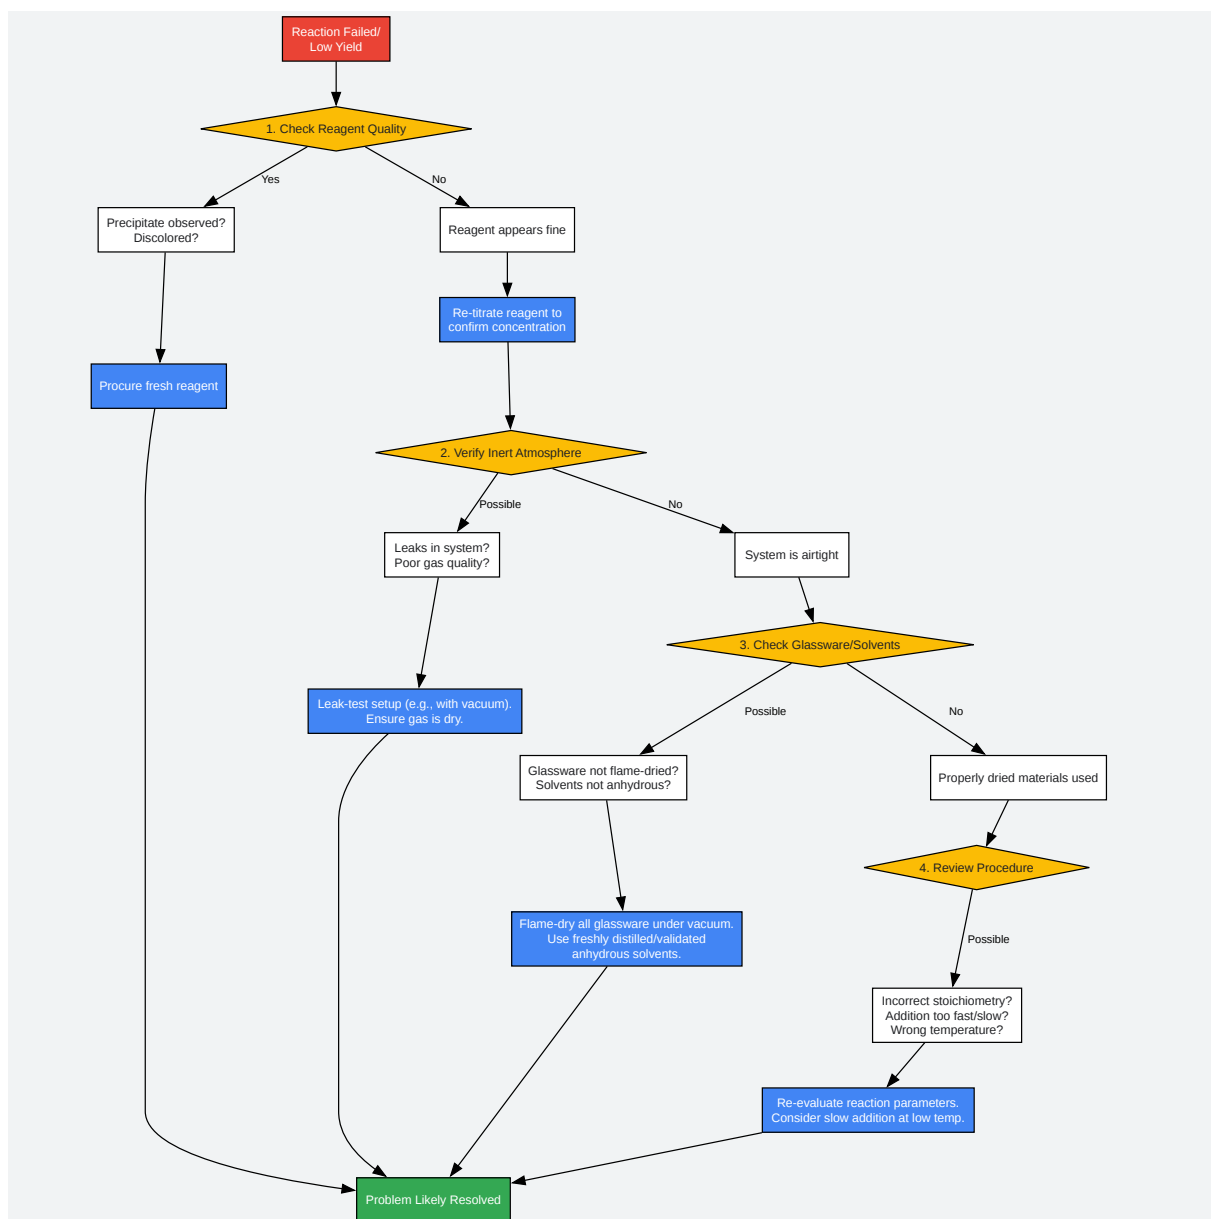 Reaction Failed/
Low Yield
1. Check Reagent Quality
Yes
No
Precipitate observed?
Discolored?
Reagent appears fine
Re-titrate reagent to
confirm concentration
Procure fresh reagent
2. Verify Inert Atmosphere
Possible
No
Leaks in system?
Poor gas quality?
System is airtight
3. Check Glassware/Solvents
Leak-test setup (e.g., with vacuum).
Ensure gas is dry.
Possible
No
Glassware not flame-dried?
Solvents not anhydrous?
Properly dried materials used
4. Review Procedure
Flame-dry all glassware under vacuum.
Use freshly distilled/validated
anhydrous solvents.
Possible
Incorrect stoichiometry?
Addition too fast/slow?
Wrong temperature?
Re-evaluate reaction parameters.
Consider slow addition at low temp.
Problem Likely Resolved